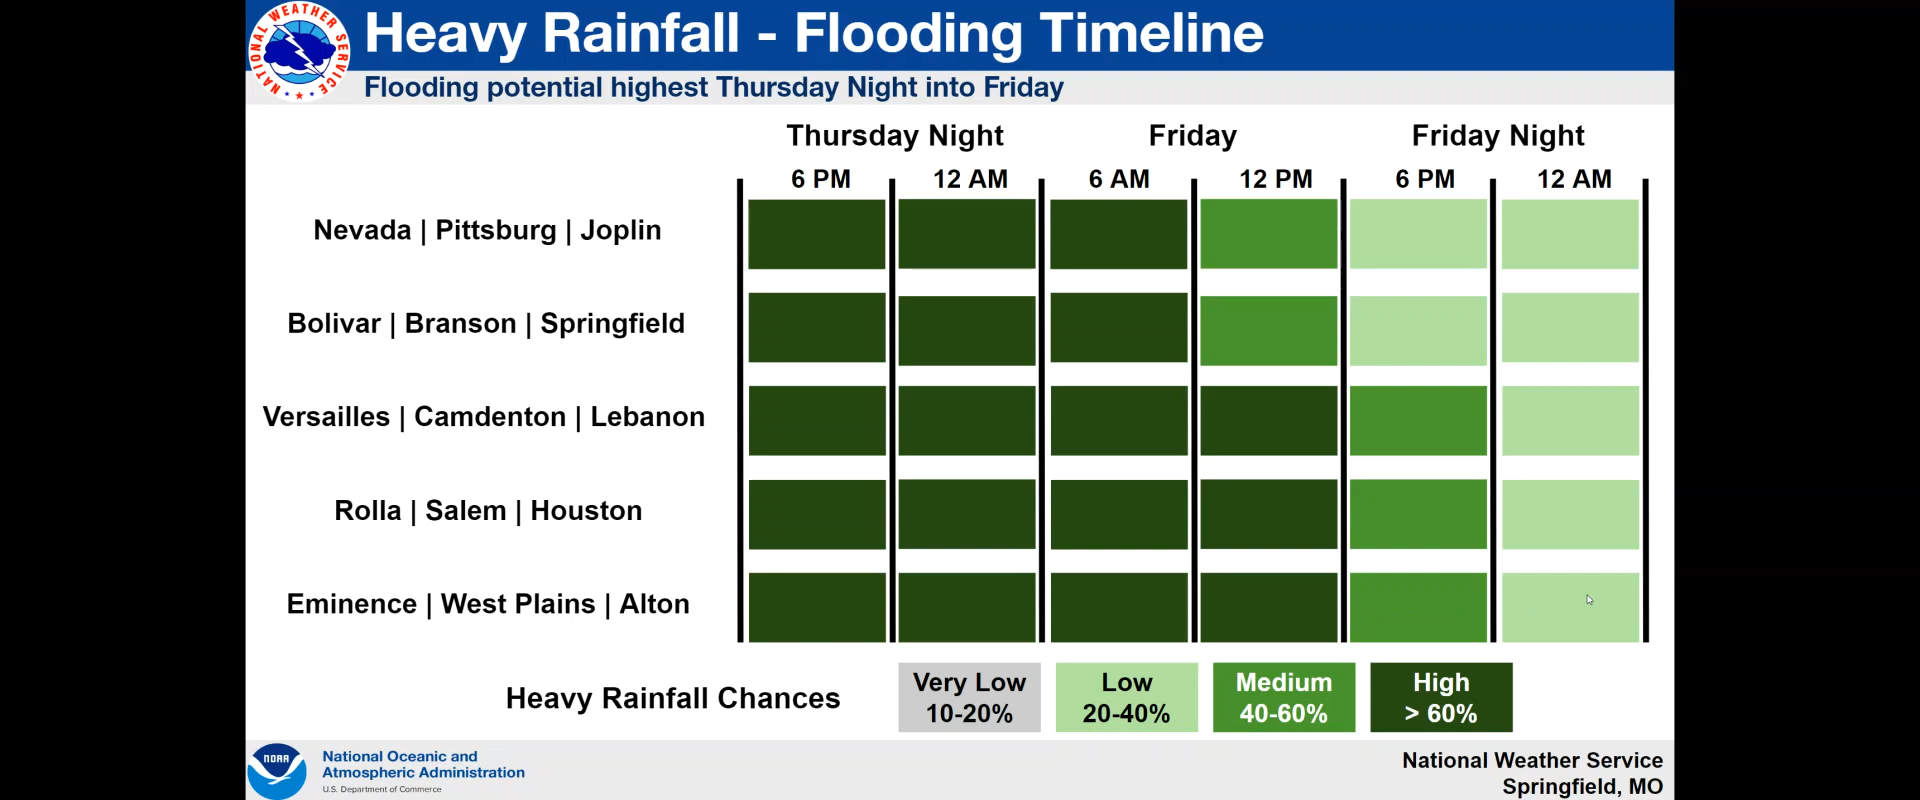 NATIONAL WEATHER SERVICE
Heavy Rainfall - Flooding Timeline
Flooding potential highest Thursday Night into Friday
Thursday Night Friday Friday Night
6 PM 12 AM 6 AM 12 PM 6 PM 12 AM
Nevada | Pittsburg | Joplin
Bolivar | Branson | Springfield
Versailles | Camdenton | Lebanon
Rolla | Salem | Houston
Eminence | West Plains | Alton
Heavy Rainfall Chances
Very Low
10-20%
Low
20-40%
Medium
40-60%
High
> 60%
NOAA
National Oceanic and
Atmospheric Administration
U.S. Department of Commerce
National Weather Service
Springfield, MO